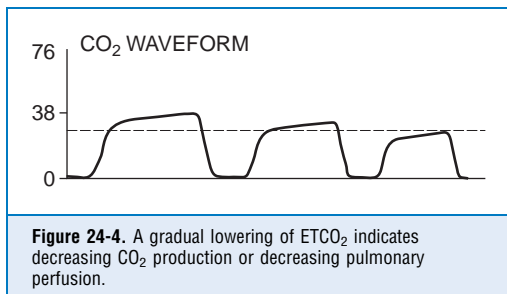 76 CO₂ WAVEFORM
38
0
Figure 24-4. A gradual lowering of ETCO₂ indicates
decreasing CO₂ production or decreasing pulmonary
perfusion.